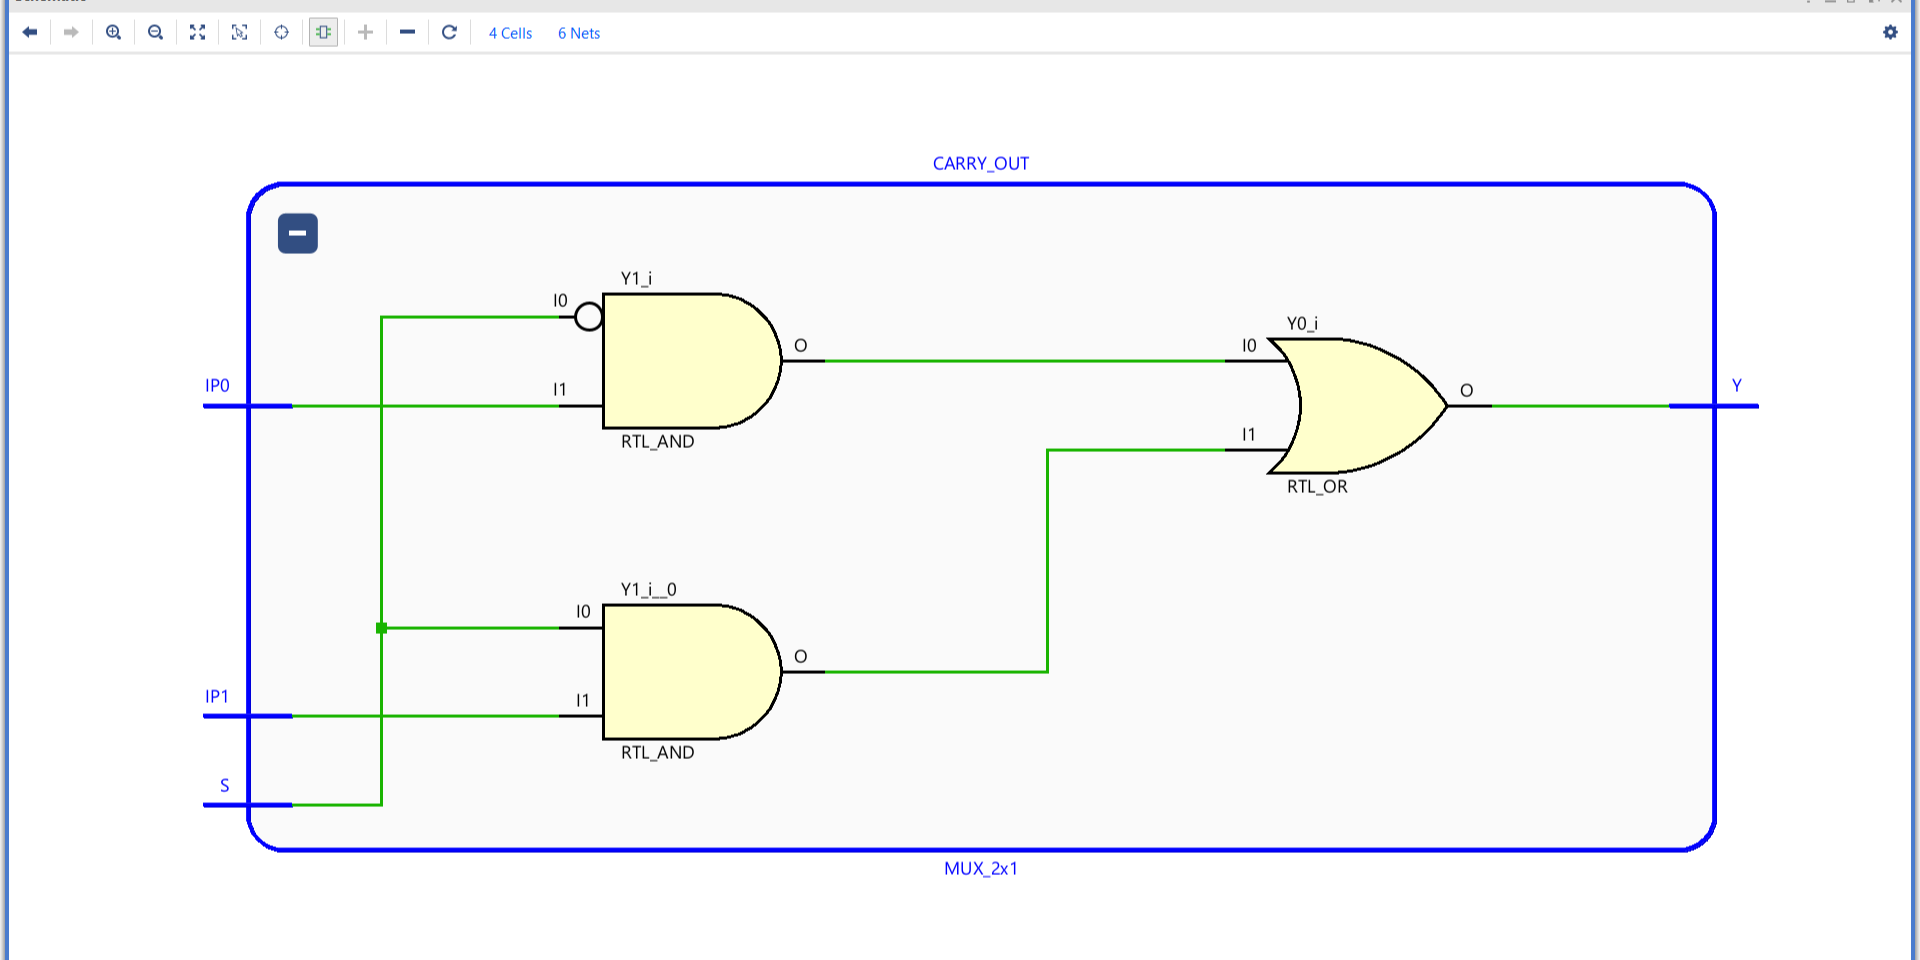 4 Cells 6 Nets
CARRY_OUT
Y1_i
I0
Y0_i
O
I0
IP0
I1
O
Y
RTL_AND
I1
RTL_OR
Y1_i__0
I0
O
IP1
I1
RTL_AND
S
MUX_2x1